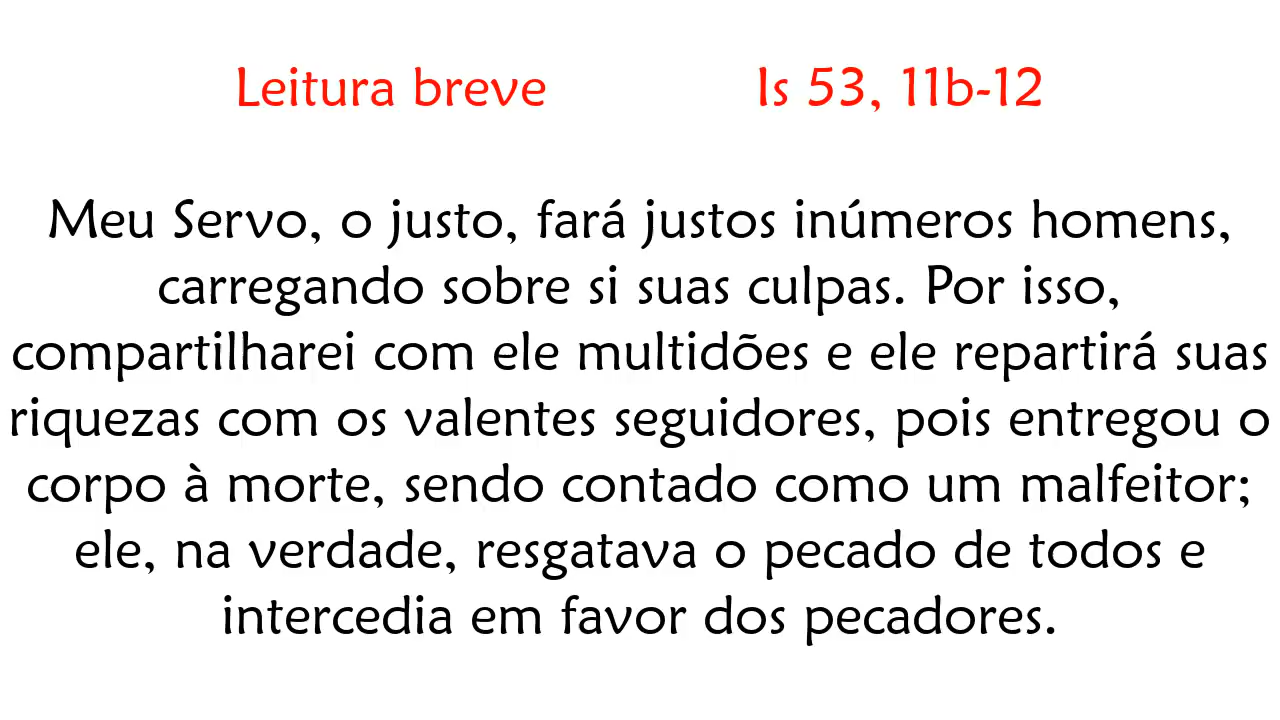 Leitura breve Is 53, 11b-12
Meu Servo, o justo, fará justos inúmeros homens,
carregando sobre si suas culpas. Por isso,
compartilharei com ele multidões e ele repartirá suas
riquezas com os valentes seguidores, pois entregou o
corpo à morte, sendo contado como um malfeitor;
ele, na verdade, resgatava o pecado de todos e
intercedia em favor dos pecadores.